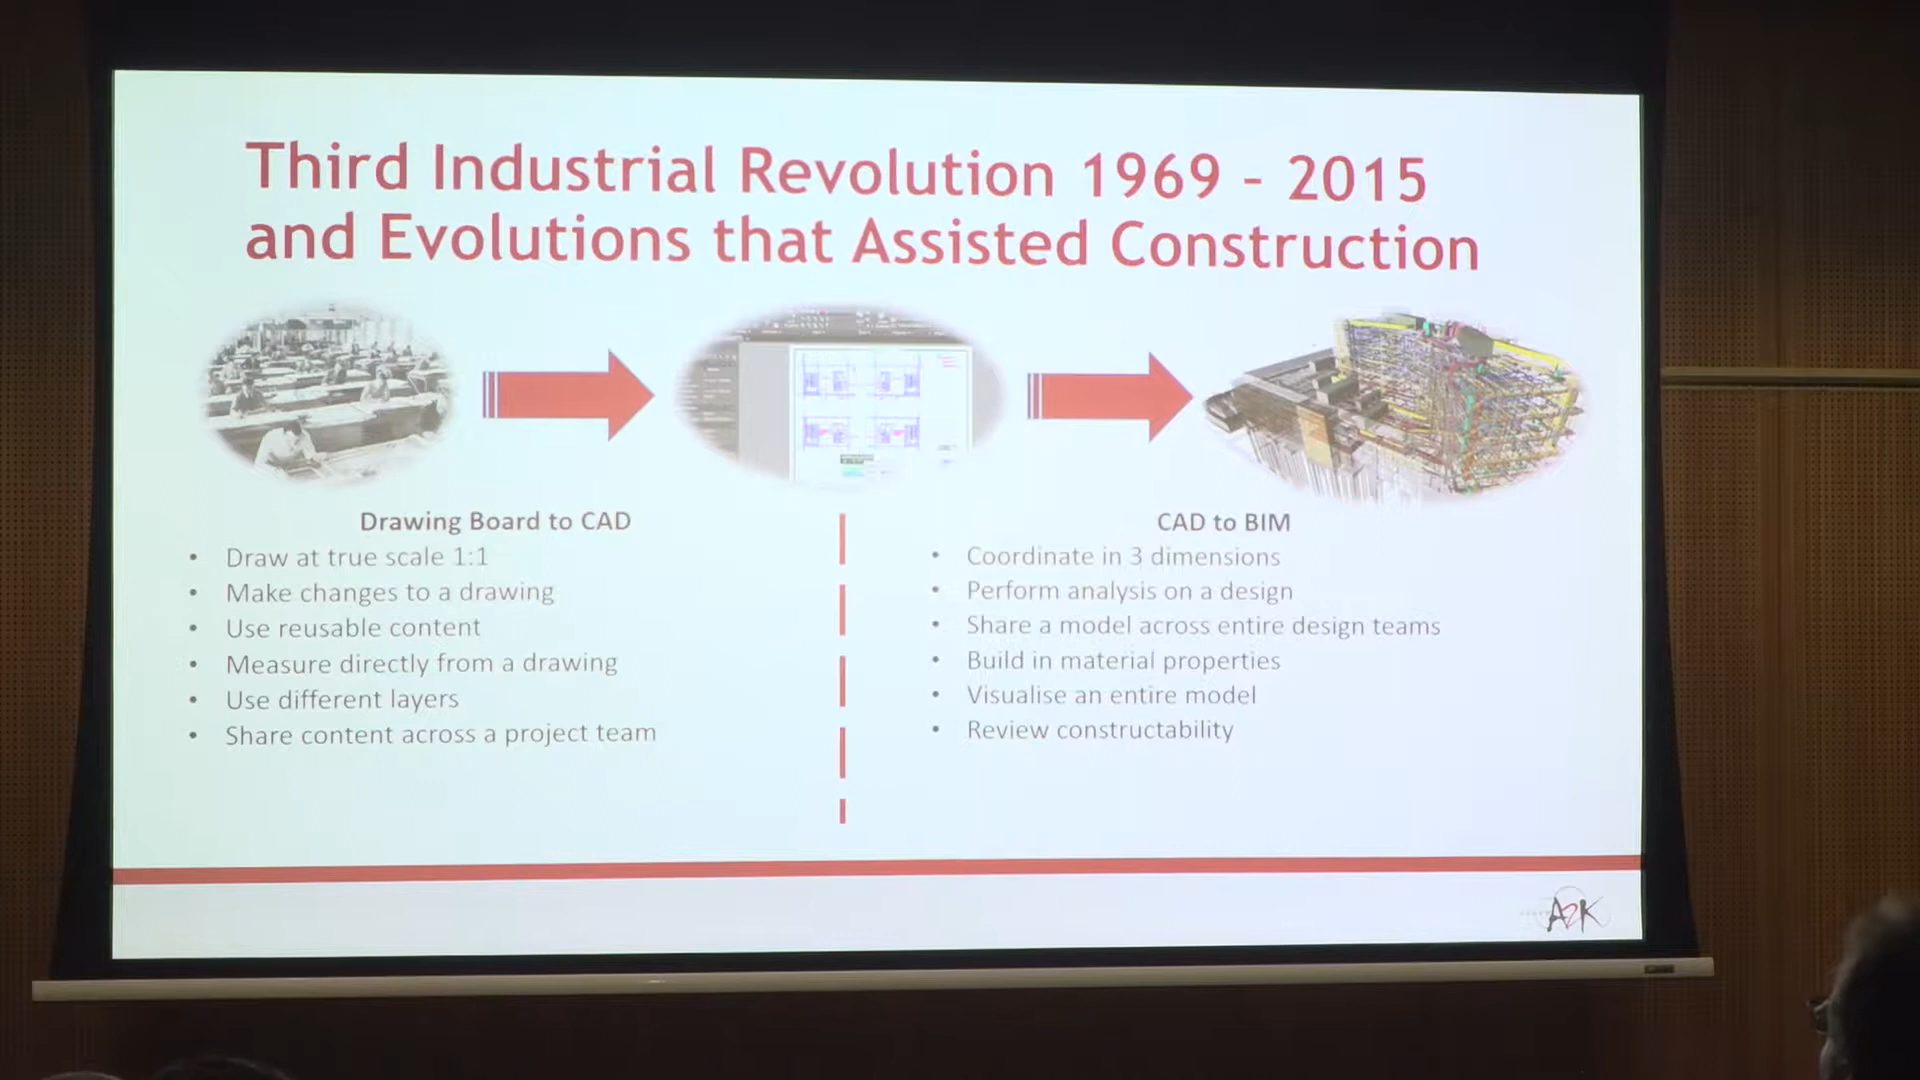 Third Industrial Revolution 1969 – 2015
and Evolutions that Assisted Construction
Drawing Board to CAD
• Draw at true scale 1:1
• Make changes to a drawing
• Use reusable content
• Measure directly from a drawing
• Use different layers
• Share content across a project team
CAD to BIM
• Coordinate in 3 dimensions
• Perform analysis on a design
• Share a model across entire design teams
• Build in material properties
• Visualise an entire model
• Review constructability
A2K